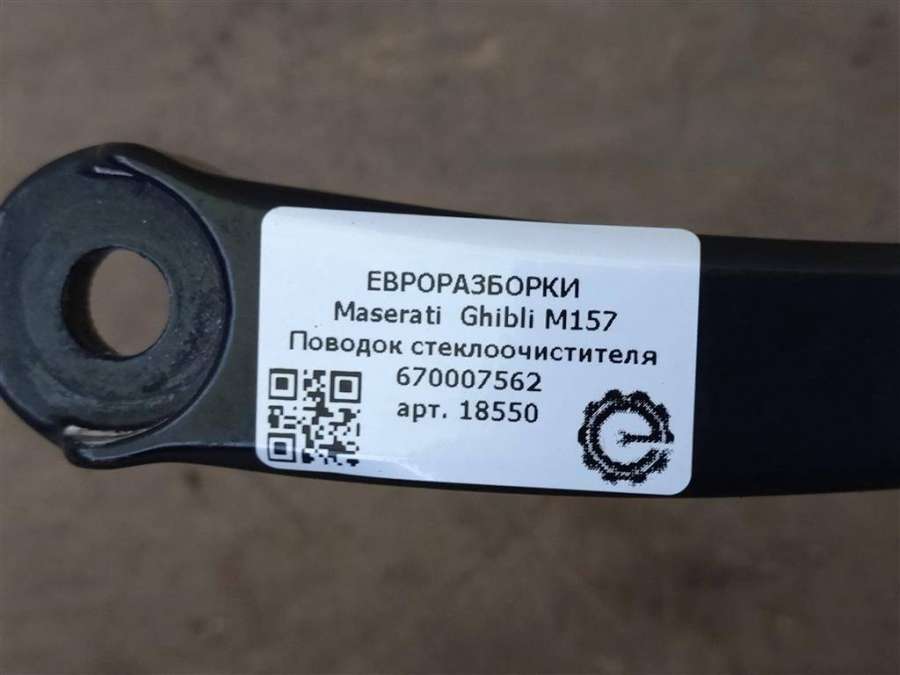 ЕВРОРАЗБОРКИ
Maserati Ghibli M157
Поводок стеклоочистителя
670007562
арт. 18550